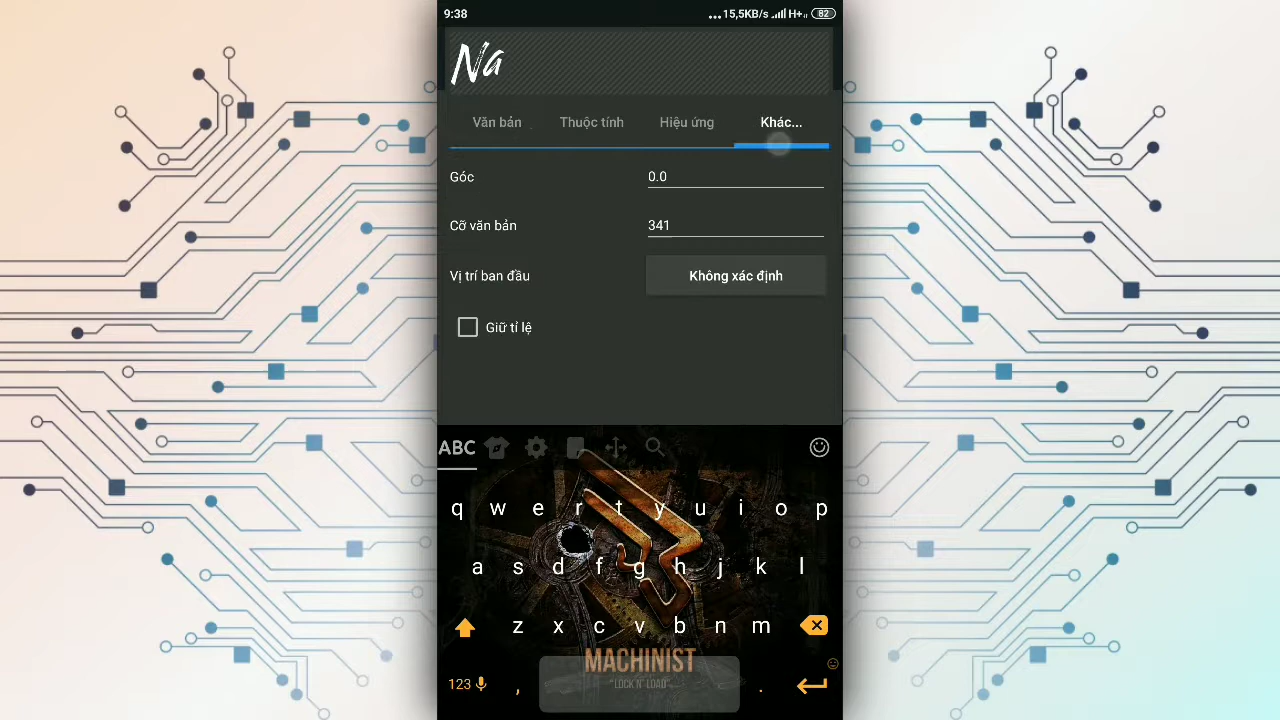 9:38 ...15,5KB/s H+ 82
Na
Văn bản Thuộc tính Hiệu ứng Khác...
Góc 0.0
Cỡ văn bản 341
Vị trí ban đầu Không xác định
Giữ tỉ lệ
ABC
q w e r t y u i o p
a s d f g h j k l
z x c v b n m
MACHINIST
"LOCK N' LOAD"
123 , .